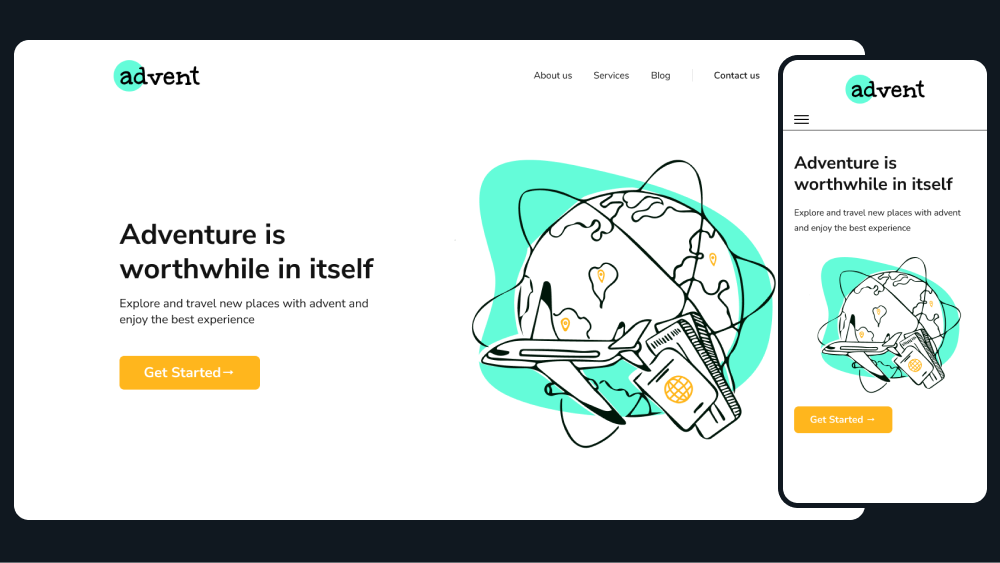 advent
About us Services Blog Contact us
Adventure is
worthwhile in itself
Explore and travel new places with advent and
enjoy the best experience
Get Started→
advent
Adventure is
worthwhile in itself
Explore and travel new places with advent
and enjoy the best experience
Get Started →